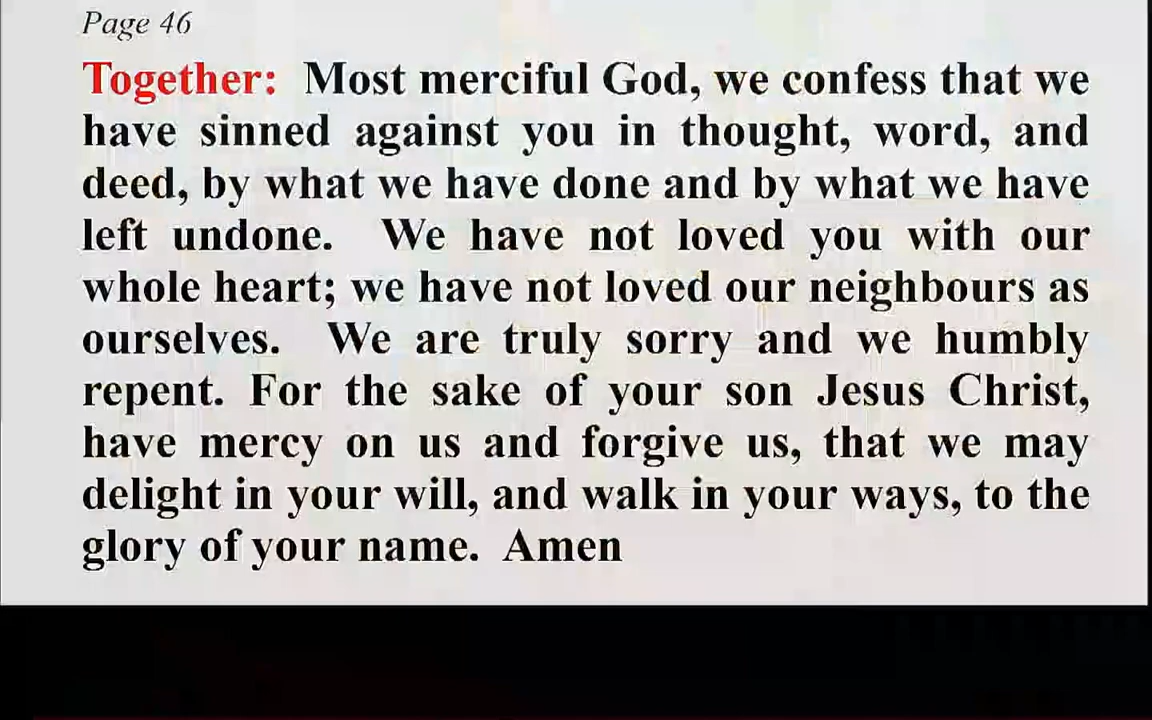 Page 46
Together: Most merciful God, we confess that we
have sinned against you in thought, word, and
deed, by what we have done and by what we have
left undone. We have not loved you with our
whole heart; we have not loved our neighbours as
ourselves. We are truly sorry and we humbly
repent. For the sake of your son Jesus Christ,
have mercy on us and forgive us, that we may
delight in your will, and walk in your ways, to the
glory of your name. Amen